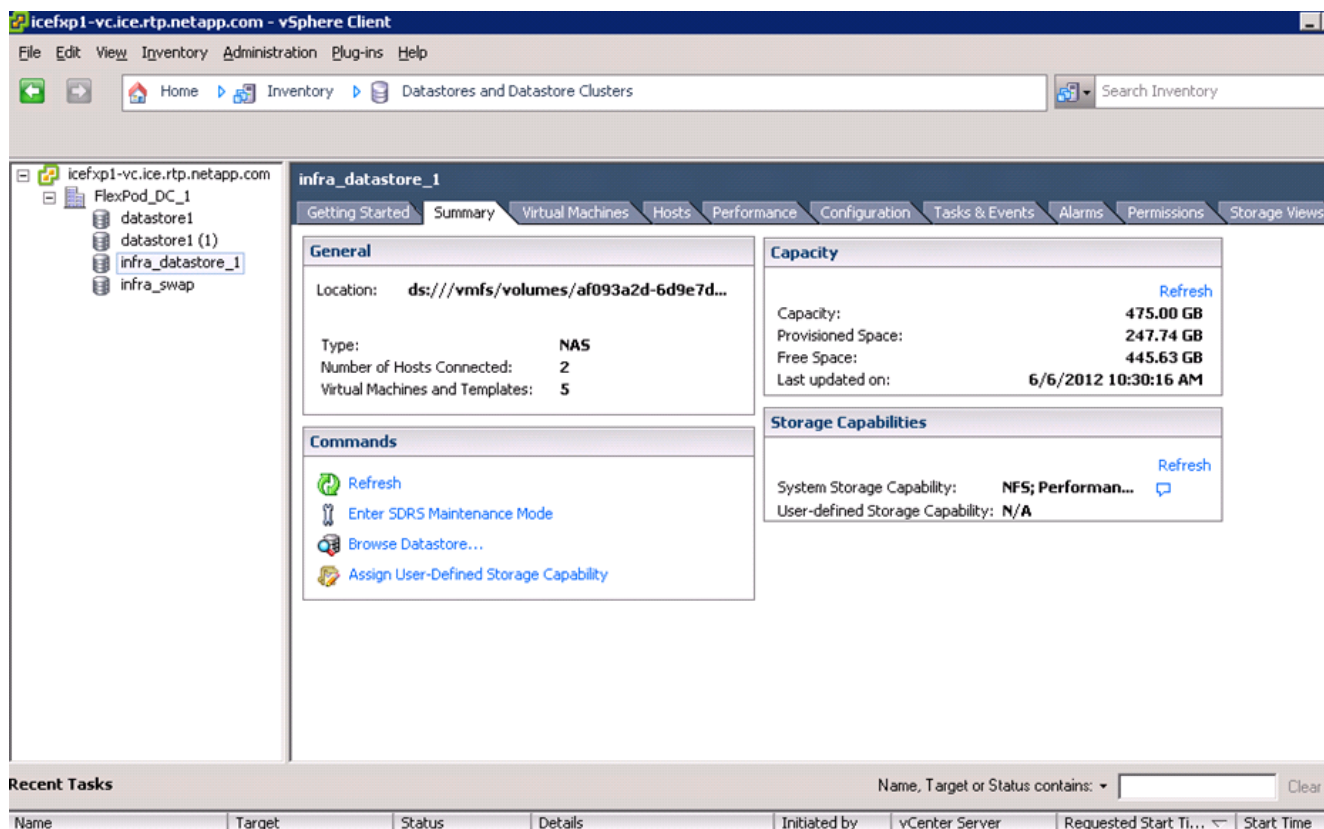 icefxp1-vc.ice.rtp.netapp.com - vSphere Client
File Edit View Inventory Administration Plug-ins Help
Home Inventory Datastores and Datastore Clusters Search Inventory
icefxp1-vc.ice.rtp.netapp.com
FlexPod_DC_1
datastore1
datastore1 (1)
infra_datastore_1
infra_swap
infra_datastore_1
Getting Started Summary Virtual Machines Hosts Performance Configuration Tasks & Events Alarms Permissions Storage Views
General
Location: ds:///vmfs/volumes/af093a2d-6d9e7d...
Type: NAS
Number of Hosts Connected: 2
Virtual Machines and Templates: 5
Commands
Refresh
Enter SDRS Maintenance Mode
Browse Datastore...
Assign User-Defined Storage Capability
Capacity
Refresh
Capacity: 475.00 GB
Provisioned Space: 247.74 GB
Free Space: 445.63 GB
Last updated on: 6/6/2012 10:30:16 AM
Storage Capabilities
Refresh
System Storage Capability: NFS; Performan...
User-defined Storage Capability: N/A
Recent Tasks
Name, Target or Status contains: Clear
Name Target Status Details Initiated by vCenter Server Requested Start Ti... Start Time